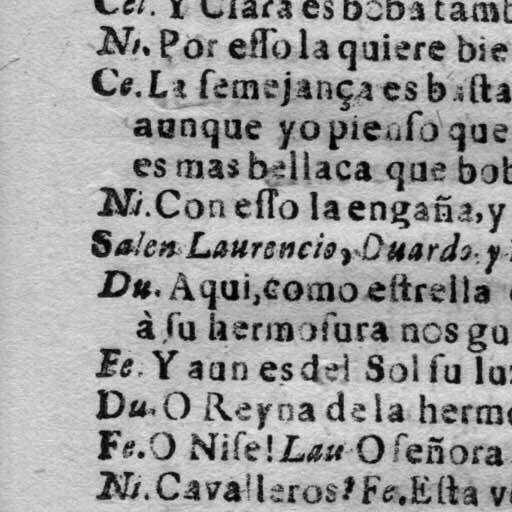 Cel. Y Clara es boba tamb
Ni. Por eſſo la quiere bie
Ce. La ſemejança es baſta
aunque yo pienſo que
es mas bellaca que bob
Ni. Con eſſo la engaña, y
Salen Laurencio, Duardo, y
Du. Aqui, como eſtrella
à ſu hermoſura nos gu
Fe. Y aun es del Sol ſu lu
Du. O Reyna de la hermo
Fe. O Niſe! Lau O ſeñora
Ni. Cavalleros? Fe. Eſta v